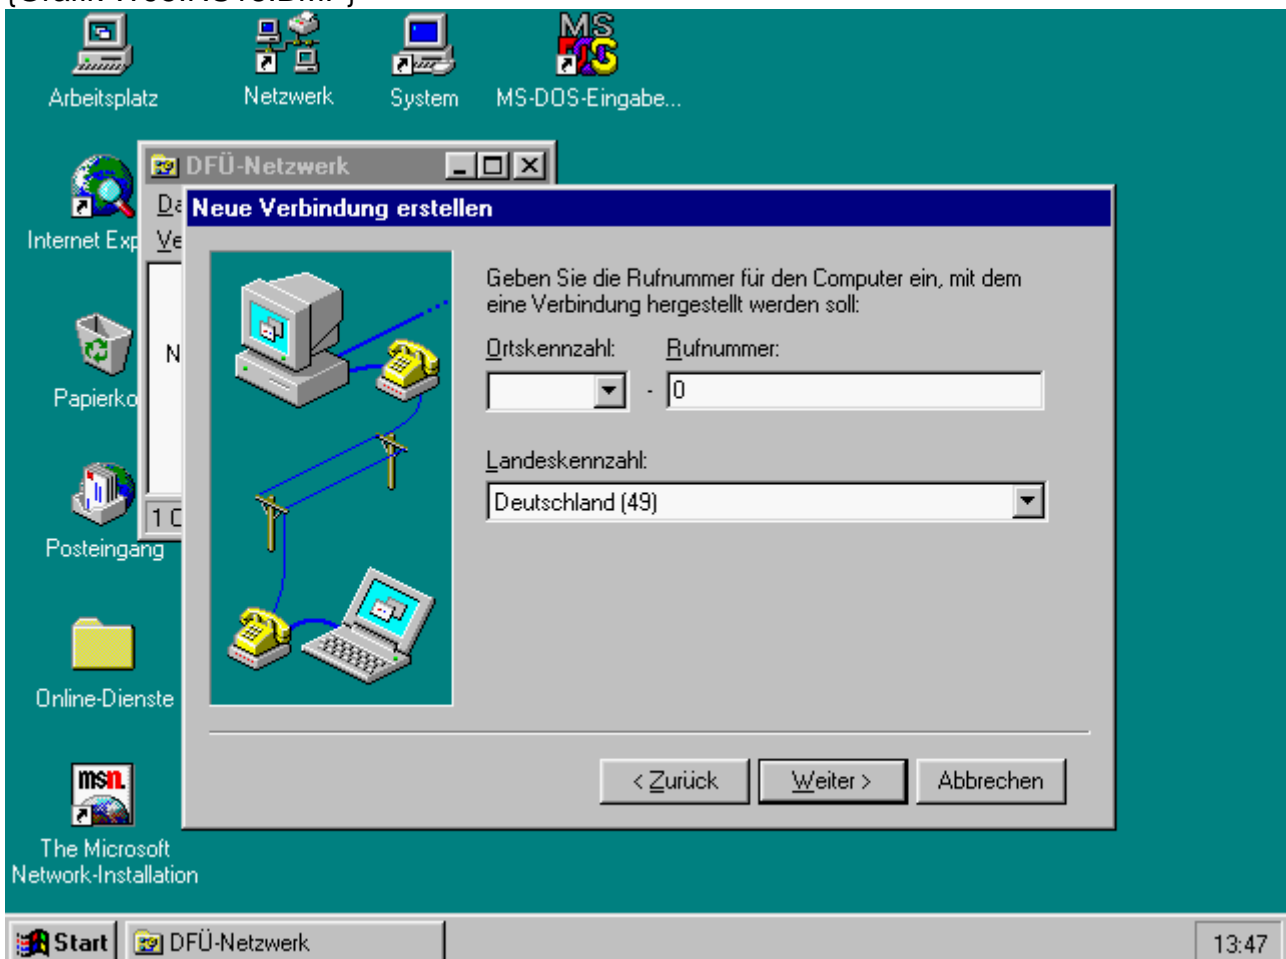 Arbeitsplatz
Netzwerk
System
MS-DOS-Eingabe...
MS
DOS
DFÜ-Netzwerk
Neue Verbindung erstellen
Internet Exp
Ve
Geben Sie die Rufnummer für den Computer ein, mit dem
eine Verbindung hergestellt werden soll:
Ortskennzahl: Rufnummer:
- 0
N
Papierko
Landeskennzahl:
Deutschland (49)
Posteingang
Online-Dienste
< Zurück Weiter > Abbrechen
msn.
The Microsoft
Network-Installation
Start DFÜ-Netzwerk 13:47